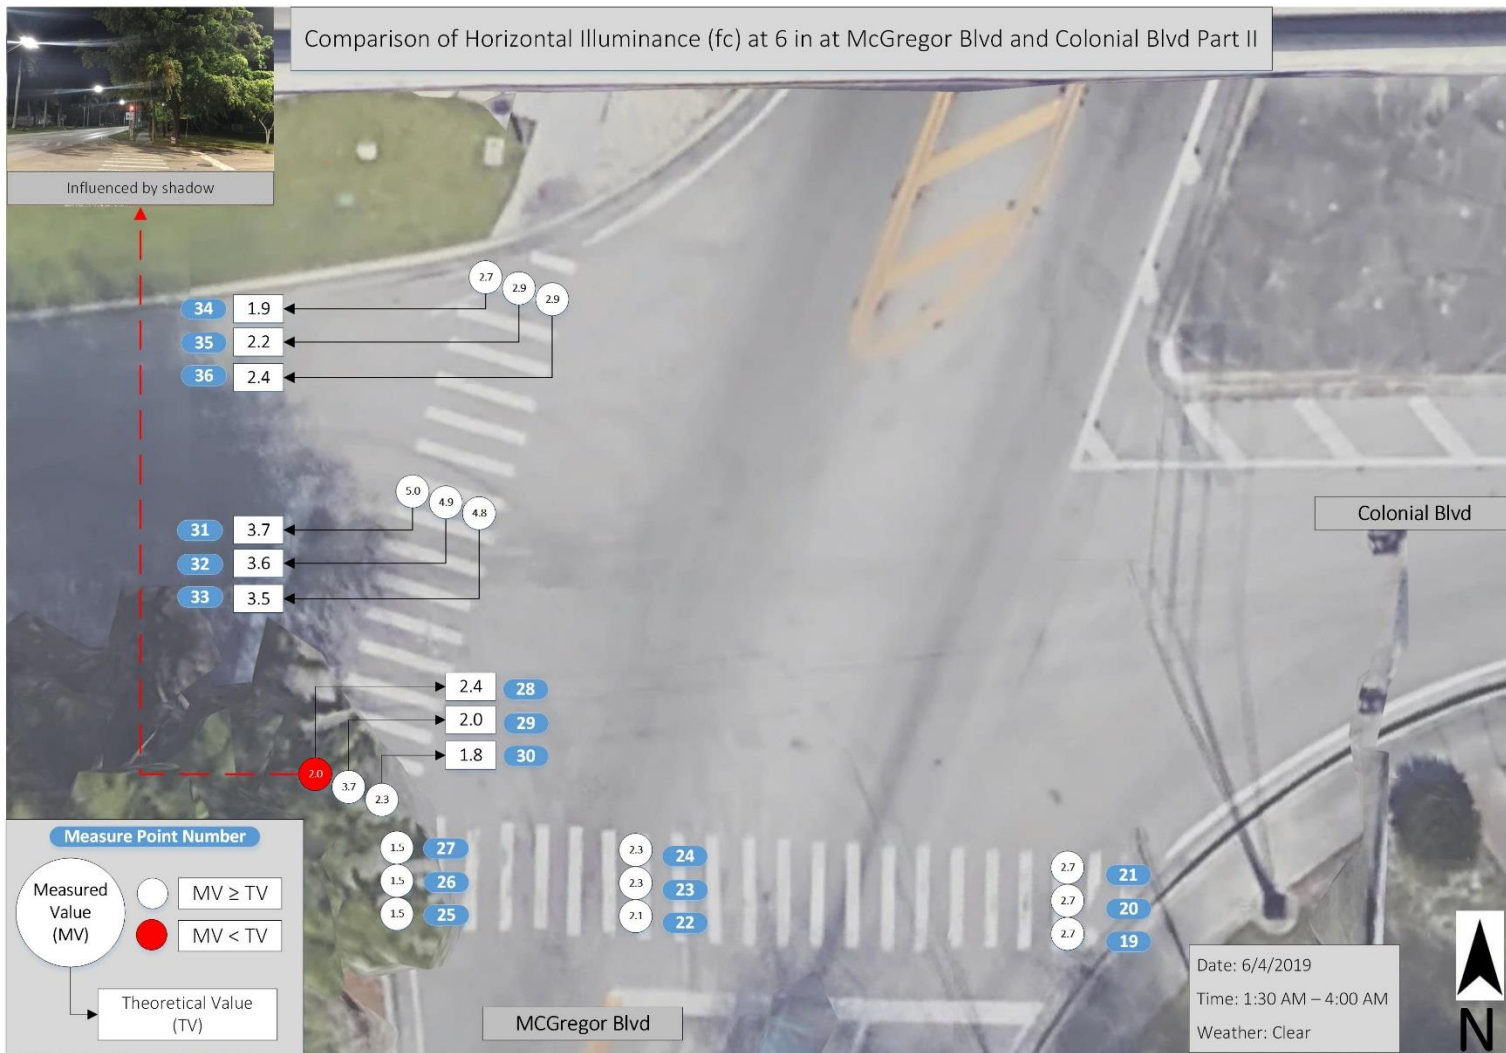 Comparison of Horizontal Illuminance (fc) at 6 in at McGregor Blvd and Colonial Blvd Part II
Influenced by shadow
2.7
2.9
2.9
34 1.9
35 2.2
36 2.4
5.0
4.9
4.8
31 3.7
32 3.6
33 3.5
Colonial Blvd
2.4 28
2.0 29
1.8 30
2.0
3.7
2.3
1.5 27
1.5 26
1.5 25
2.3 24
2.3 23
2.1 22
2.7 21
2.7 20
2.7 19
Measure Point Number
Measured
Value
(MV)
MV ≥ TV
MV < TV
Theoretical Value
(TV)
MCGregor Blvd
Date: 6/4/2019
Time: 1:30 AM – 4:00 AM
Weather: Clear
N